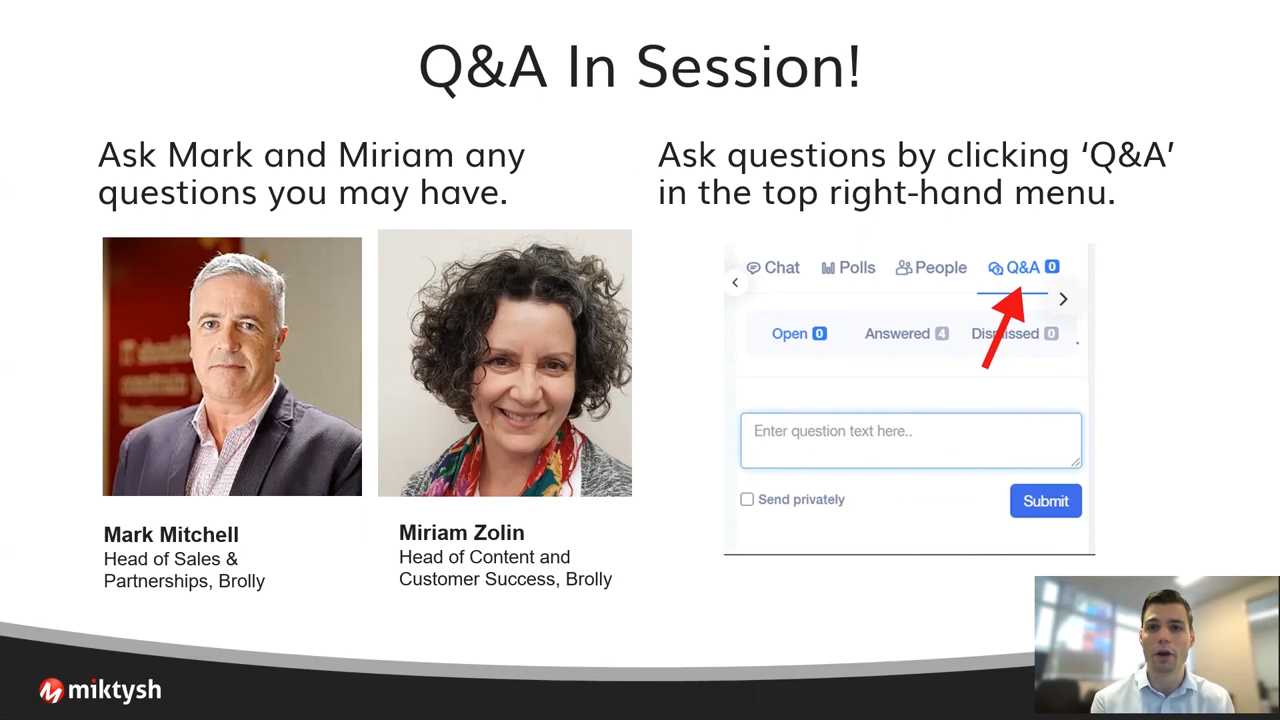 Q&A In Session!
Ask Mark and Miriam any
questions you may have.
Ask questions by clicking ‘Q&A’
in the top right-hand menu.
Chat
Polls
People
Q&A 0
Open 0
Answered 4
Dismissed 0
Enter question text here..
Send privately
Submit
Mark Mitchell
Head of Sales &
Partnerships, Brolly
Miriam Zolin
Head of Content and
Customer Success, Brolly
miktysh